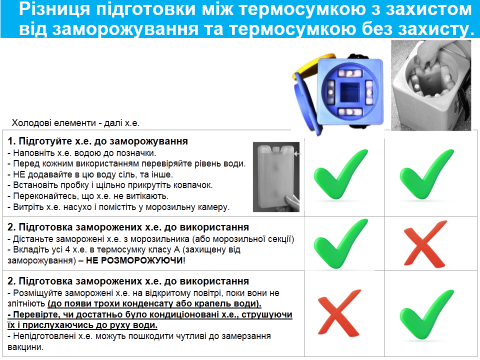 Різниця підготовки між термосумкою з захистом
від заморожування та термосумкою без захисту.
Холодові елементи - далі х.е.
1. Підготуйте х.е. до заморожування
- Наповніть х.е. водою до позначки.
- Перед кожним використанням перевіряйте рівень води.
- НЕ додавайте в цю воду сіль, та інше.
- Встановіть пробку і щільно прикрутіть ковпачок.
- Переконайтесь, що х.е. не витікають.
- Витріть х.е. насухо і помістіть у морозильну камеру.
2. Підготовка заморожених х.е. до використання
- Дістаньте заморожені х.е. з морозильника (або морозильної секції)
- Вкладіть усі 4 х.е. в термосумку класу А (захищену від
заморожування) – НЕ РОЗМОРОЖУЮЧИ!
2. Підготовка заморожених х.е. до використання
- Розміщуйте заморожені х.е. на відкритому повітрі, поки вони не
зпітніють (до появи трохи конденсату або крапель води).
- Перевірте, чи достатньо було кондиціоновані х.е., струшуючи
їх і прислухаючись до руху води.
- Непідготовлені х.е. можуть пошкодити чутливі до замерзання
вакцини.